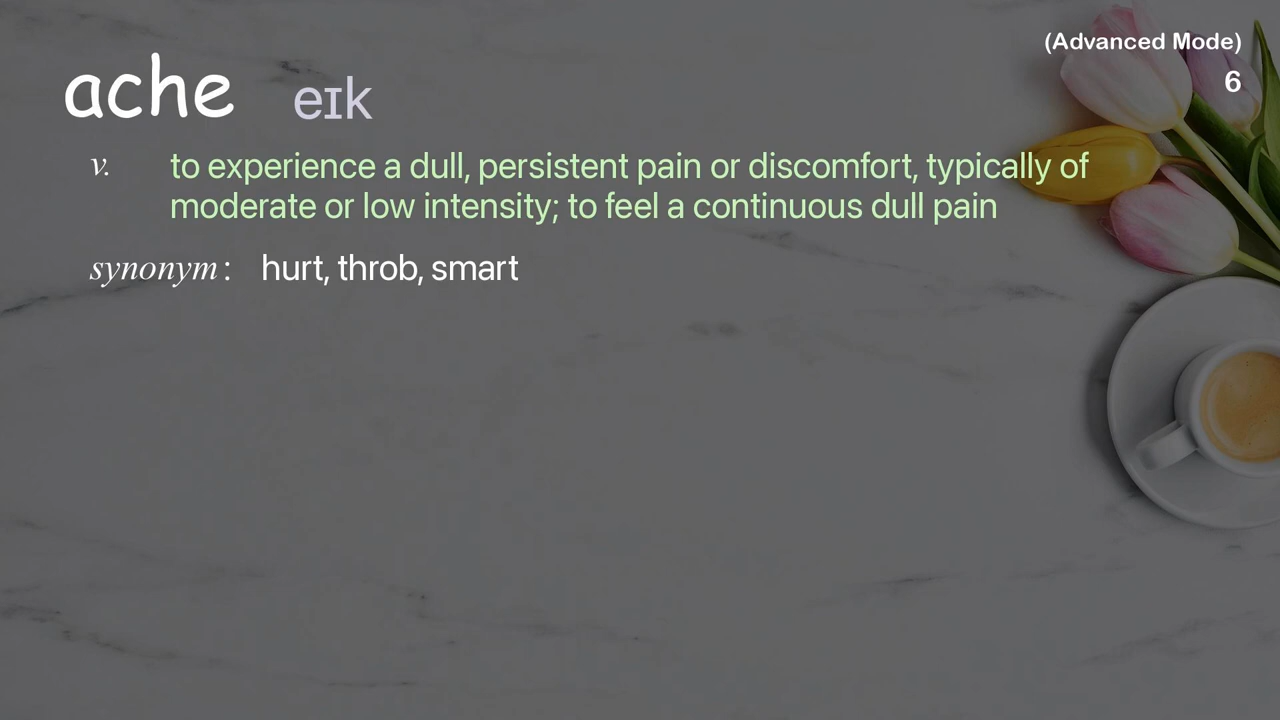 (Advanced Mode)
6
ache eɪk
v. to experience a dull, persistent pain or discomfort, typically of
moderate or low intensity; to feel a continuous dull pain
synonym: hurt, throb, smart